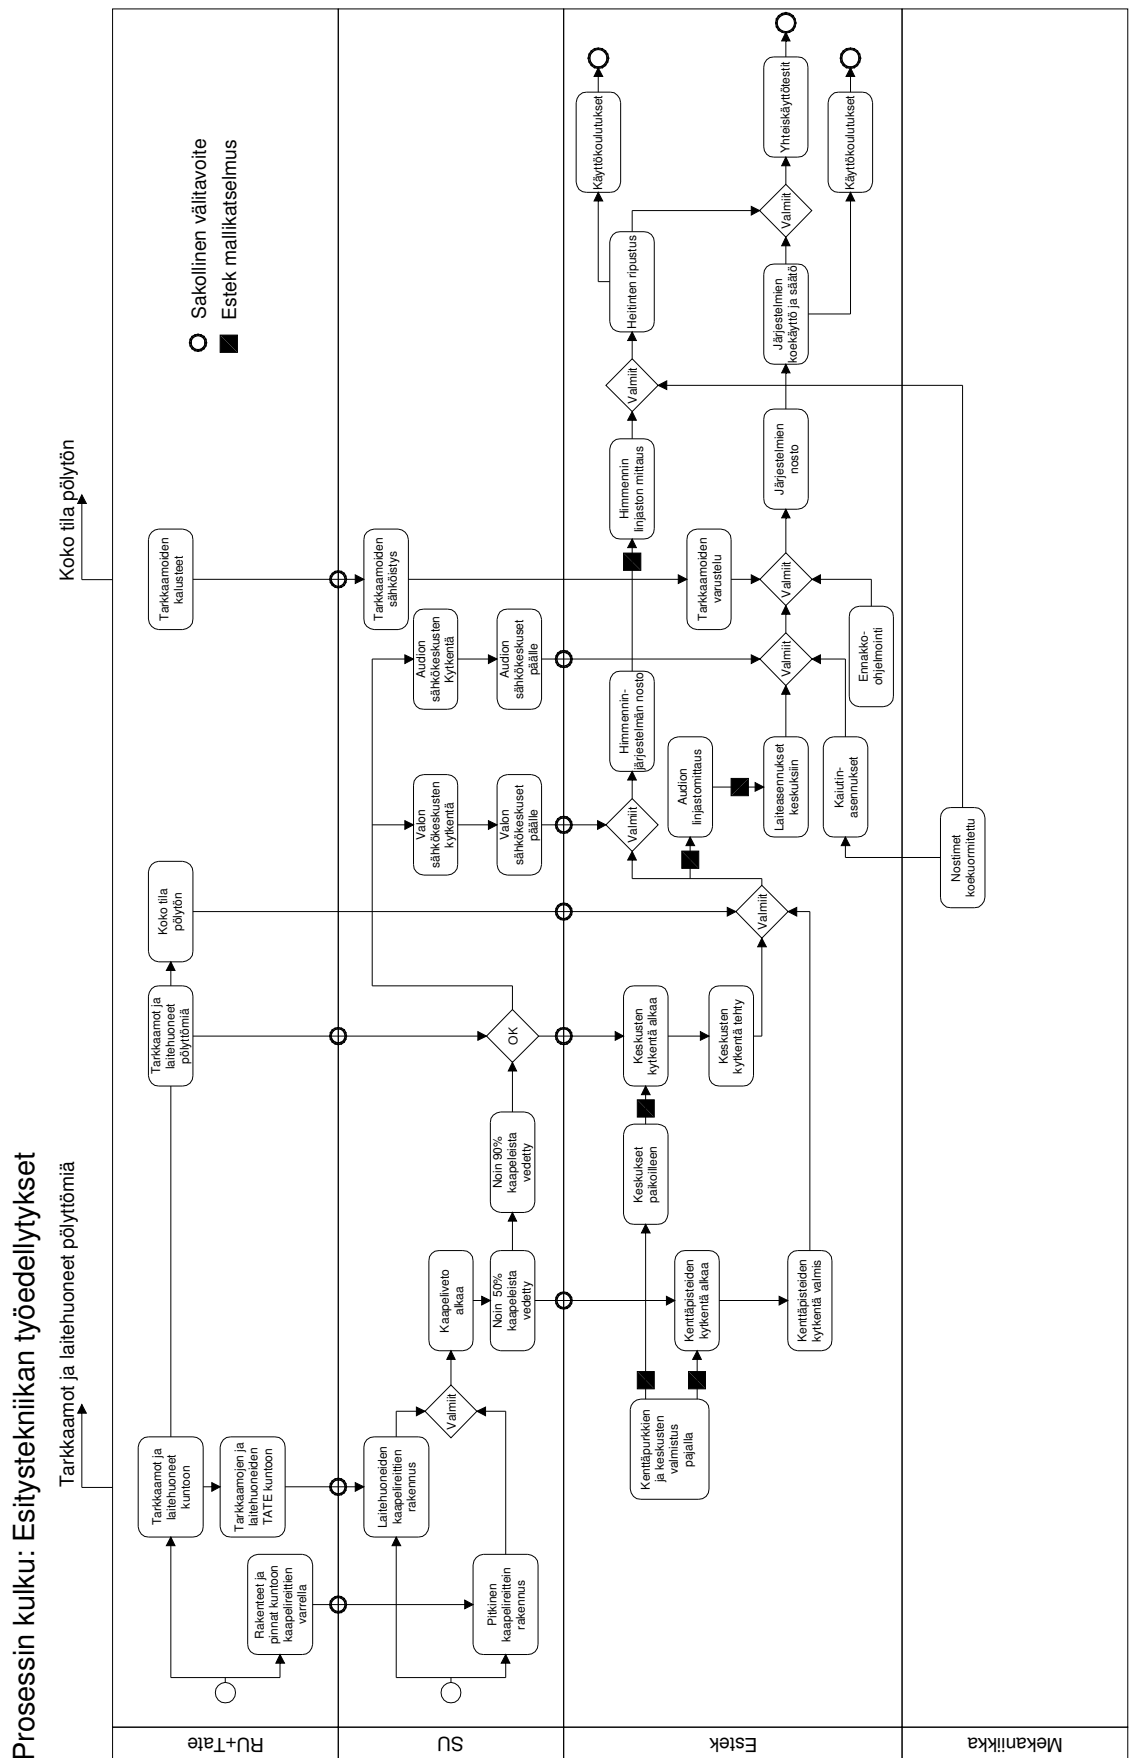 Prosessin kulku: Esitystekniikan työedellytykset
Tarkkaamot ja laitehuoneet pölyttömiä
Koko tila pölytön
Sakollinen välitavoite
Estek mallikatselmus
RU+Tate
Rakenteet ja
pinnat kuntoon
kaapelireittien
varrella
Tarkkaamot ja
laitehuoneet
kuntoon
Tarkkaamojen ja
laitehuoneiden
TATE kuntoon
Tarkkaamot ja
laitehuoneet
pölyttömiä
Koko tila
pölytön
Tarkkaamoiden
kalusteet
SU
Pitkinen
kaapelireittein
rakennus
Laitehuoneiden
kaapelireittien
rakennus
Valmiit
Kaapeliveto
alkaa
Noin 50%
kaapeleista
vedetty
Noin 90%
kaapeleista
vedetty
OK
Valon
sähkökeskusten
kytkentä
Valon
sähkökeskuset
päälle
Audion
sähkökeskusten
Kytkentä
Audion
sähkökeskuset
päälle
Tarkkaamoiden
sähköistys
Estek
Kenttäpurkkien
ja keskusten
valmistus
pajalla
Kenttäpisteiden
kytkentä alkaa
Kenttäpisteiden
kytkentä valmis
Keskukset
paikoilleen
Keskusten
kytkentä alkaa
Keskusten
kytkentä tehty
Valmiit
Valmiit
Audion
linjastomittaus
Laiteasennukset
keskuksiin
Kaiutin-
asennukset
Himmennin-
järjestelmän nosto
Valmiit
Ennakko-
ohjelmointi
Tarkkaamoiden
varustelu
Valmiit
Himmennin
linjaston mittaus
Järjestelmien
nosto
Valmiit
Heitinten ripustus
Järjestelmien
koekäyttö ja säätö
Valmiit
Käyttökoulutukset
Yhteiskäyttötestit
Käyttökoulutukset
Mekaniikka
Nostimet
koekuormitettu